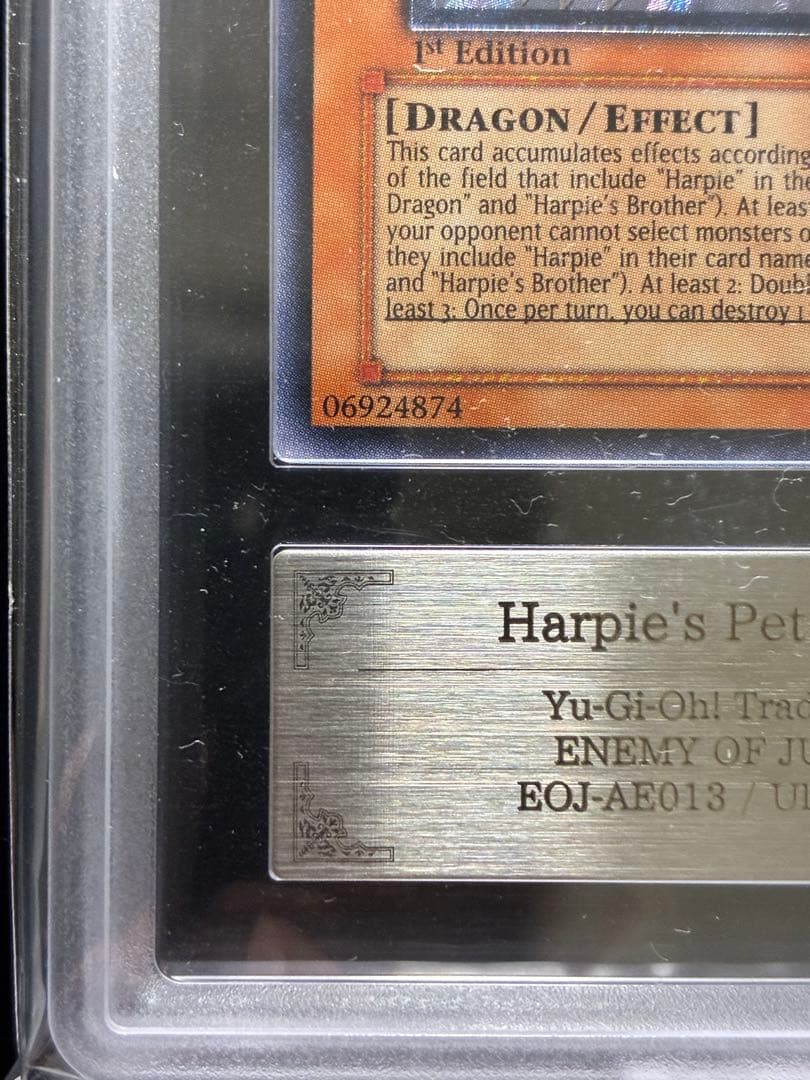 1st Edition
[DRAGON/EFFECT]
This card accumulates effects according
of the field that include "Harpie" in the
Dragon" and "Harpie's Brother"). At leas
your opponent cannot select monsters o
they include "Harpie" in their card name
and "Harpie's Brother"). At least 2: Doubl
least 3: Once per turn, you can destroy 1
06924874
Harpie's Pet
Yu-Gi-Oh! Trad
ENEMY OF JU
EOJ-AE013 / Ul